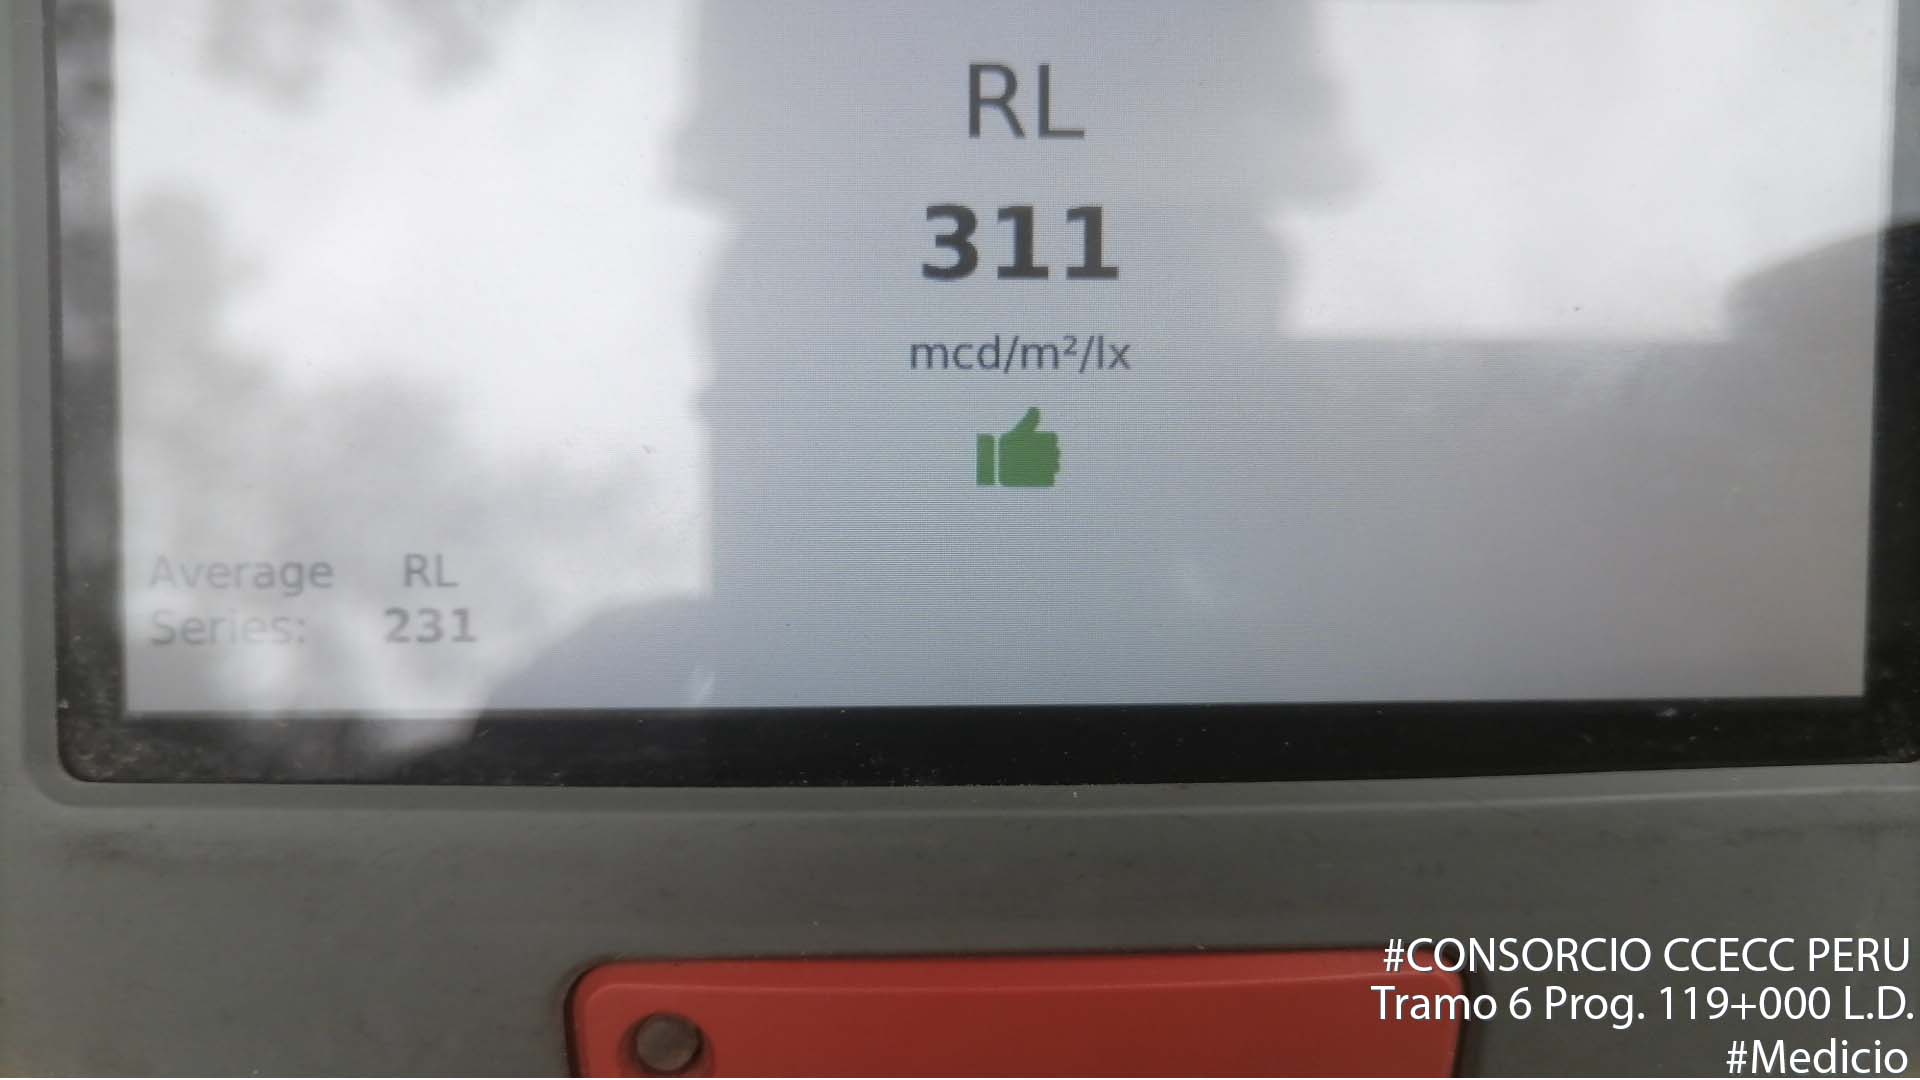 RL
311
mcd/m²/lx
Average RL
Series: 231
#CONSORCIO CCECC PERU
Tramo 6 Prog. 119+000 L.D.
#Medicio